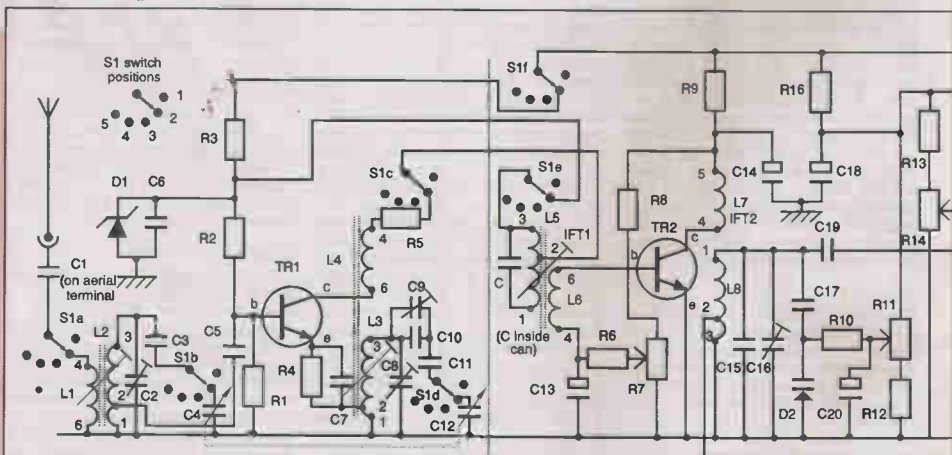 S1 switch
positions
1
2
3
4
5
R3
D1
C6
R2
C1
(on aerial
terminal
S1a
4
L1
6
L2
3
2
1
C2
C3
S1b
C4
C5
R1
TR1
b
c
e
R4
C7
L4
4
6
S1c
R5
L3
3
2
1
C8
C9
C10
C11
S1d
C12
S1f
S1e
3
L5
IFT1
2
C
1
(C inside
can)
6
L6
4
C13
R6
R7
R8
TR2
b
c
e
R9
5
L7
IFT2
4
C14
R16
C18
R13
R14
1
L8
2
3
C15
C16
C19
C17
D2
R10
C20
R11
R12